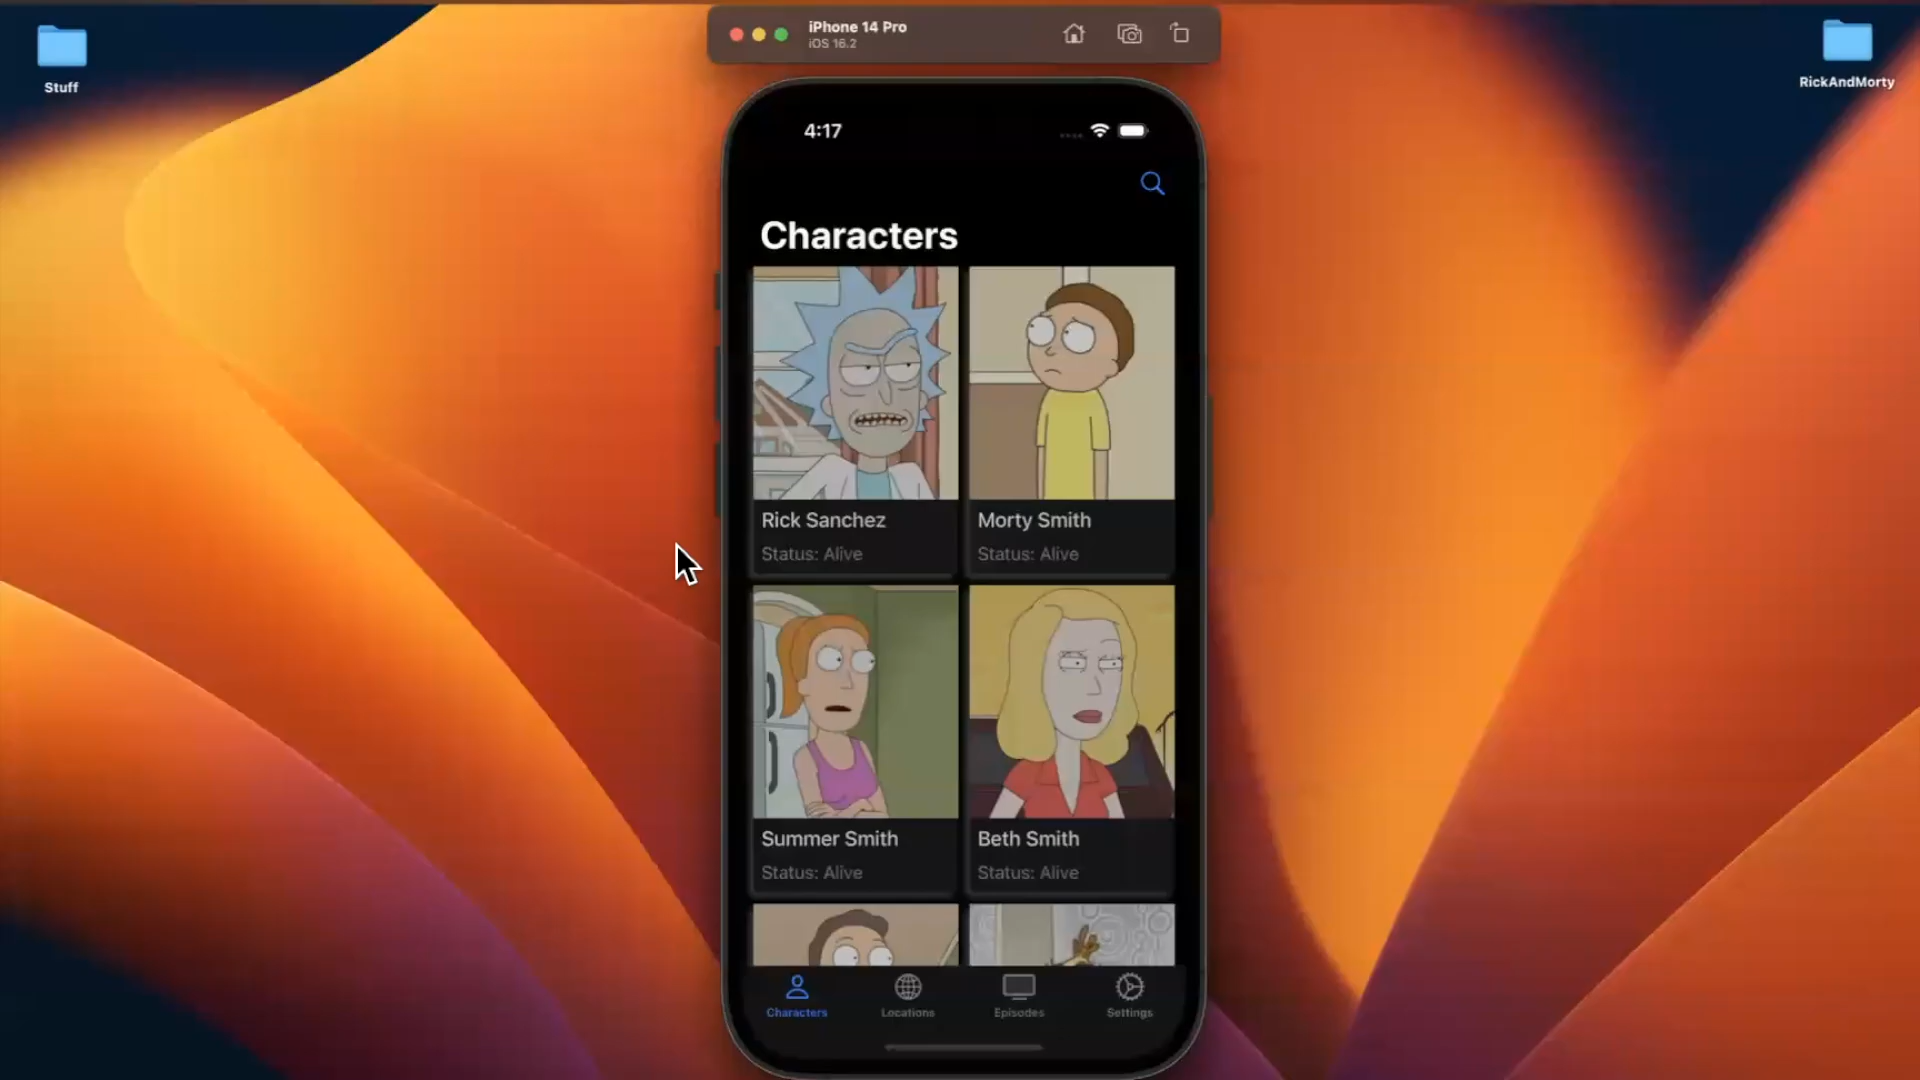 Stuff
iPhone 14 Pro
iOS 16.2
RickAndMorty
4:17
Characters
Rick Sanchez
Status: Alive
Morty Smith
Status: Alive
Summer Smith
Status: Alive
Beth Smith
Status: Alive
Characters
Locations
Episodes
Settings